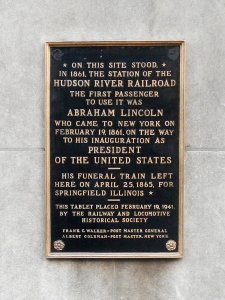 ★ ON THIS SITE STOOD,
IN 1861, THE STATION OF THE
HUDSON RIVER RAILROAD
THE FIRST PASSENGER
TO USE IT WAS
ABRAHAM LINCOLN
WHO CAME TO NEW YORK ON
FEBRUARY 19, 1861, ON THE WAY
TO HIS INAUGURATION AS
PRESIDENT
OF THE UNITED STATES
HIS FUNERAL TRAIN LEFT
HERE ON APRIL 25, 1865, FOR
SPRINGFIELD ILLINOIS ★
THIS TABLET PLACED FEBRUARY 19, 1941,
BY THE RAILWAY AND LOCOMOTIVE
HISTORICAL SOCIETY
FRANK C. WALKER - POST MASTER GENERAL
ALBERT GOLDMAN - POST MASTER, NEW YORK